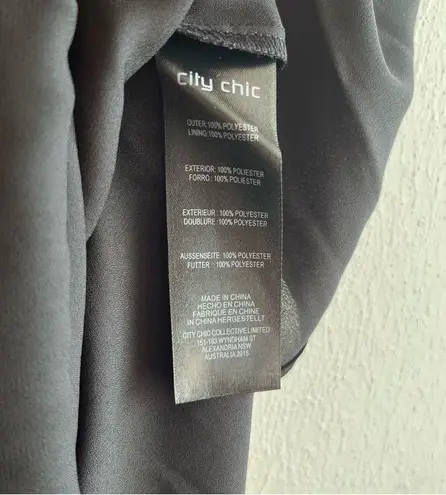 city chic
OUTER: 100% POLYESTER
LINING: 100% POLYESTER
EXTERIOR: 100% POLIESTER
FORRO: 100% POLIESTER
EXTERIEUR: 100% POLYESTER
DOUBLURE: 100% POLYESTER
AUSSENSEITE: 100% POLYESTER
FUTTER: 100% POLYESTER
MADE IN CHINA
HECHO EN CHINA
FABRIQUE EN CHINE
IN CHINA HERGESTELLT
CITY CHIC COLLECTIVE LIMITED
151-163 WYNDHAM ST
ALEXANDRIA NSW
AUSTRALIA 2015